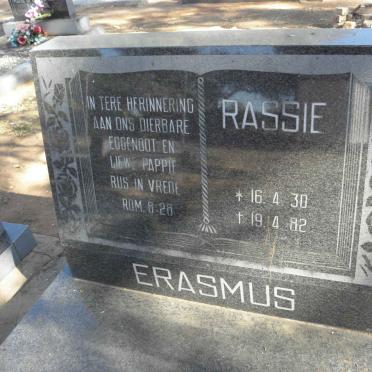 IN TERE HERINNERING
AAN ONS DIERBARE
EGGENOOT EN
LIEWE PAPPIE
RUS IN VREDE
ROM. 8-28
RASSIE
* 16. 4. 30
† 19. 4. 82
ERASMUS